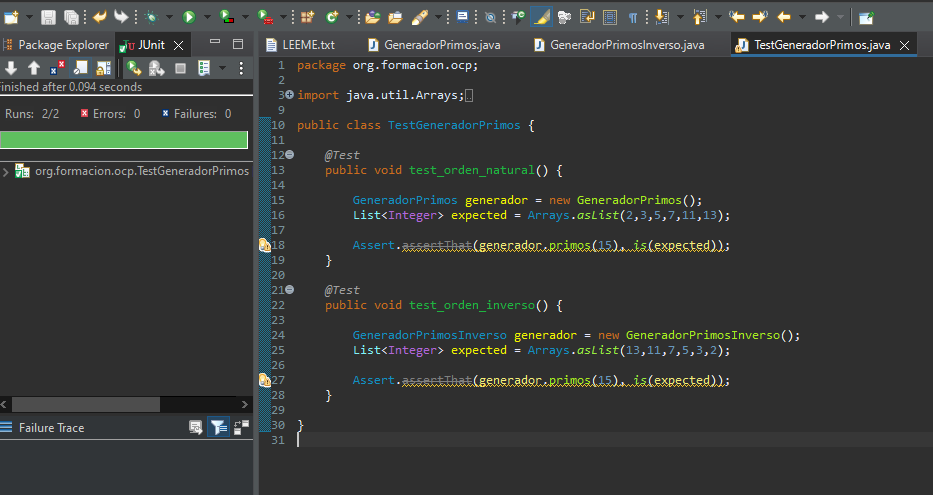 Package Explorer
JUnit
Finished after 0.094 seconds
Runs: 2/2 Errors: 0 Failures: 0
org.formacion.ocp.TestGeneradorPrimos
Failure Trace
LEEME.txt
GeneradorPrimos.java
GeneradorPrimosInverso.java
TestGeneradorPrimos.java
1 package org.formacion.ocp;
2
3 import java.util.Arrays;
9
10 public class TestGeneradorPrimos {
11
12 @Test
13 public void test_orden_natural() {
14
15 GeneradorPrimos generador = new GeneradorPrimos();
16 List<Integer> expected = Arrays.asList(2,3,5,7,11,13);
17
18 Assert.assertThat(generador.primos(15), is(expected));
19 }
20
21 @Test
22 public void test_orden_inverso() {
23
24 GeneradorPrimosInverso generador = new GeneradorPrimosInverso();
25 List<Integer> expected = Arrays.asList(13,11,7,5,3,2);
26
27 Assert.assertThat(generador.primos(15), is(expected));
28 }
29
30 }
31